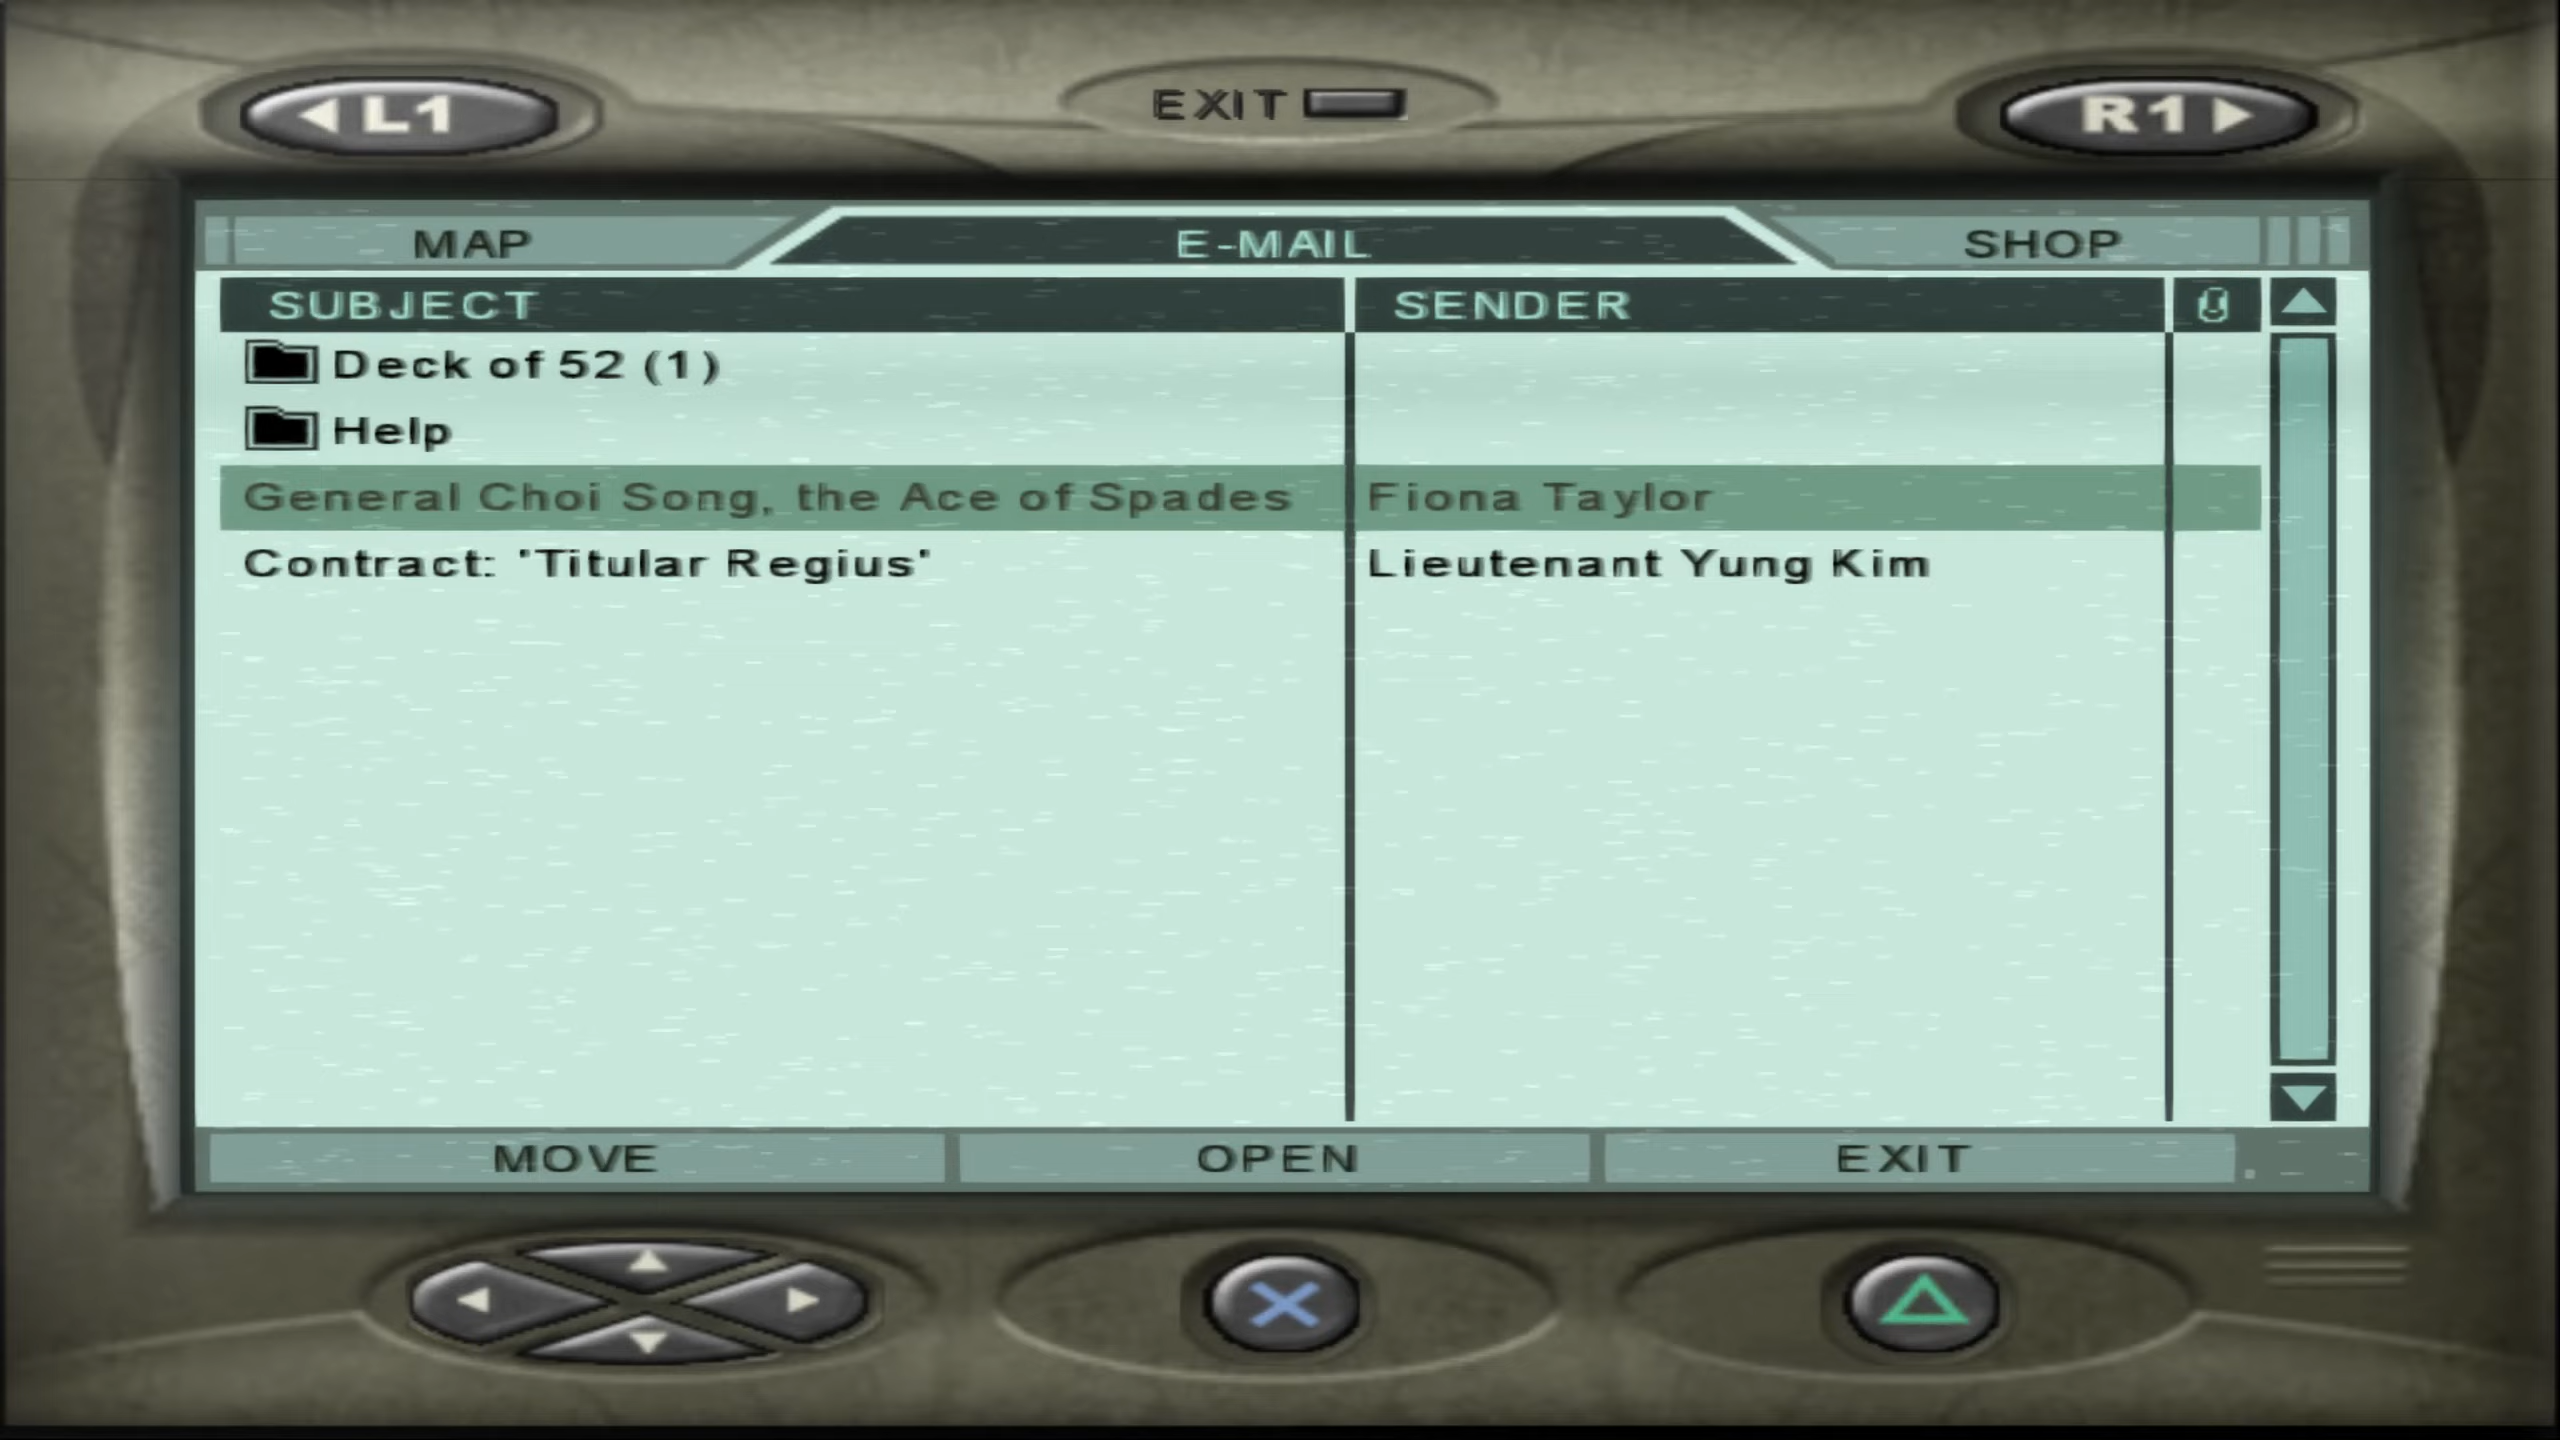 L1
EXIT
R1
MAP
E-MAIL
SHOP
SUBJECT
SENDER
Deck of 52 (1)
Help
General Choi Song, the Ace of Spades
Fiona Taylor
Contract: 'Titular Regius'
Lieutenant Yung Kim
MOVE
OPEN
EXIT